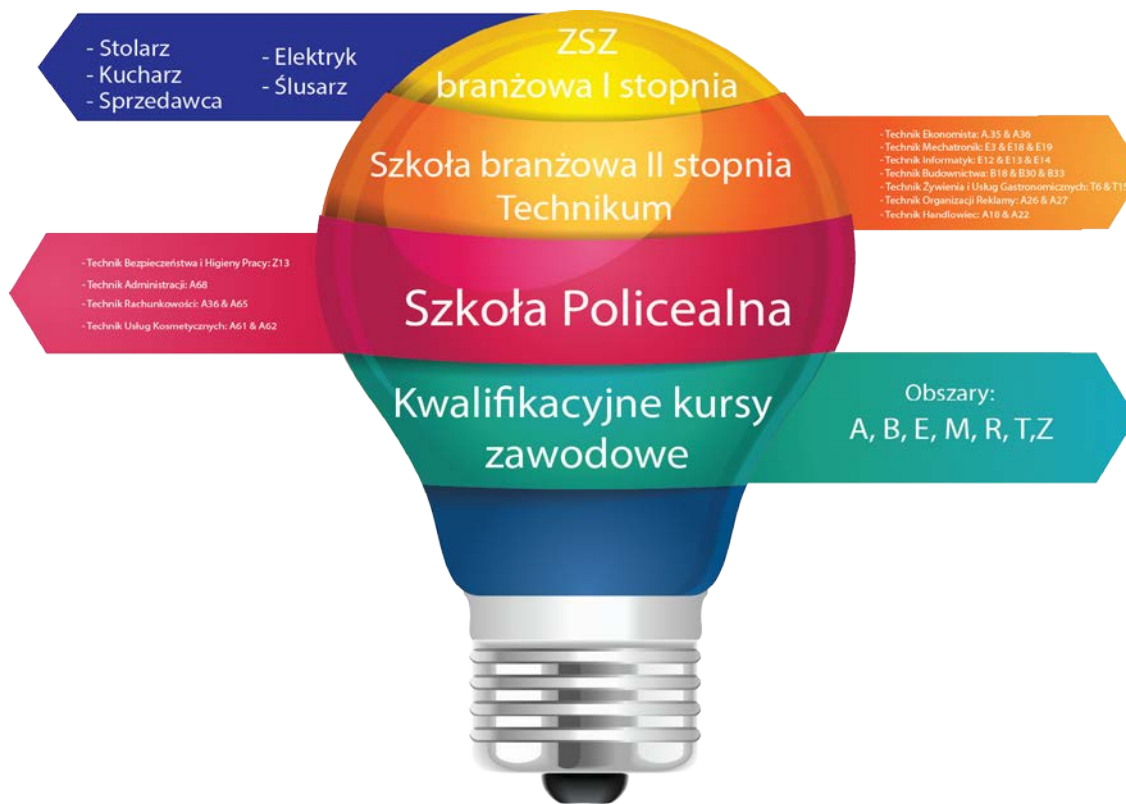 - Stolarz
- Kucharz
- Sprzedawca
- Elektryk
- Ślusarz
ZSZ
branżowa I stopnia
Szkoła branżowa II stopnia
Technikum
- Technik Ekonomista: A.35 & A36
- Technik Mechatronik: E3 & E18 & E19
- Technik Informatyk: E12 & E13 & E14
- Technik Budownictwa: B18 & B30 & B33
- Technik Żywienia i Usług Gastronomicznych: T6 & T15
- Technik Organizacji Reklamy: A26 & A27
- Technik Handlowiec: A18 & A22
- Technik Bezpieczeństwa i Higieny Pracy: Z13
- Technik Administracji: A68
- Technik Rachunkowości: A36 & A65
- Technik Usług Kosmetycznych: A61 & A62
Szkoła Policealna
Kwalifikacyjne kursy
zawodowe
Obszary:
A, B, E, M, R, T,Z